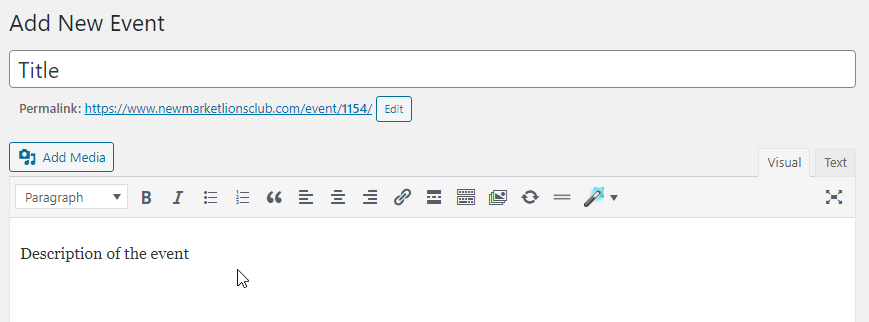 Add New Event
Title
Permalink: https://www.newmarketlionsclub.com/event/1154/ Edit
Add Media
Visual Text
Paragraph B I
Description of the event